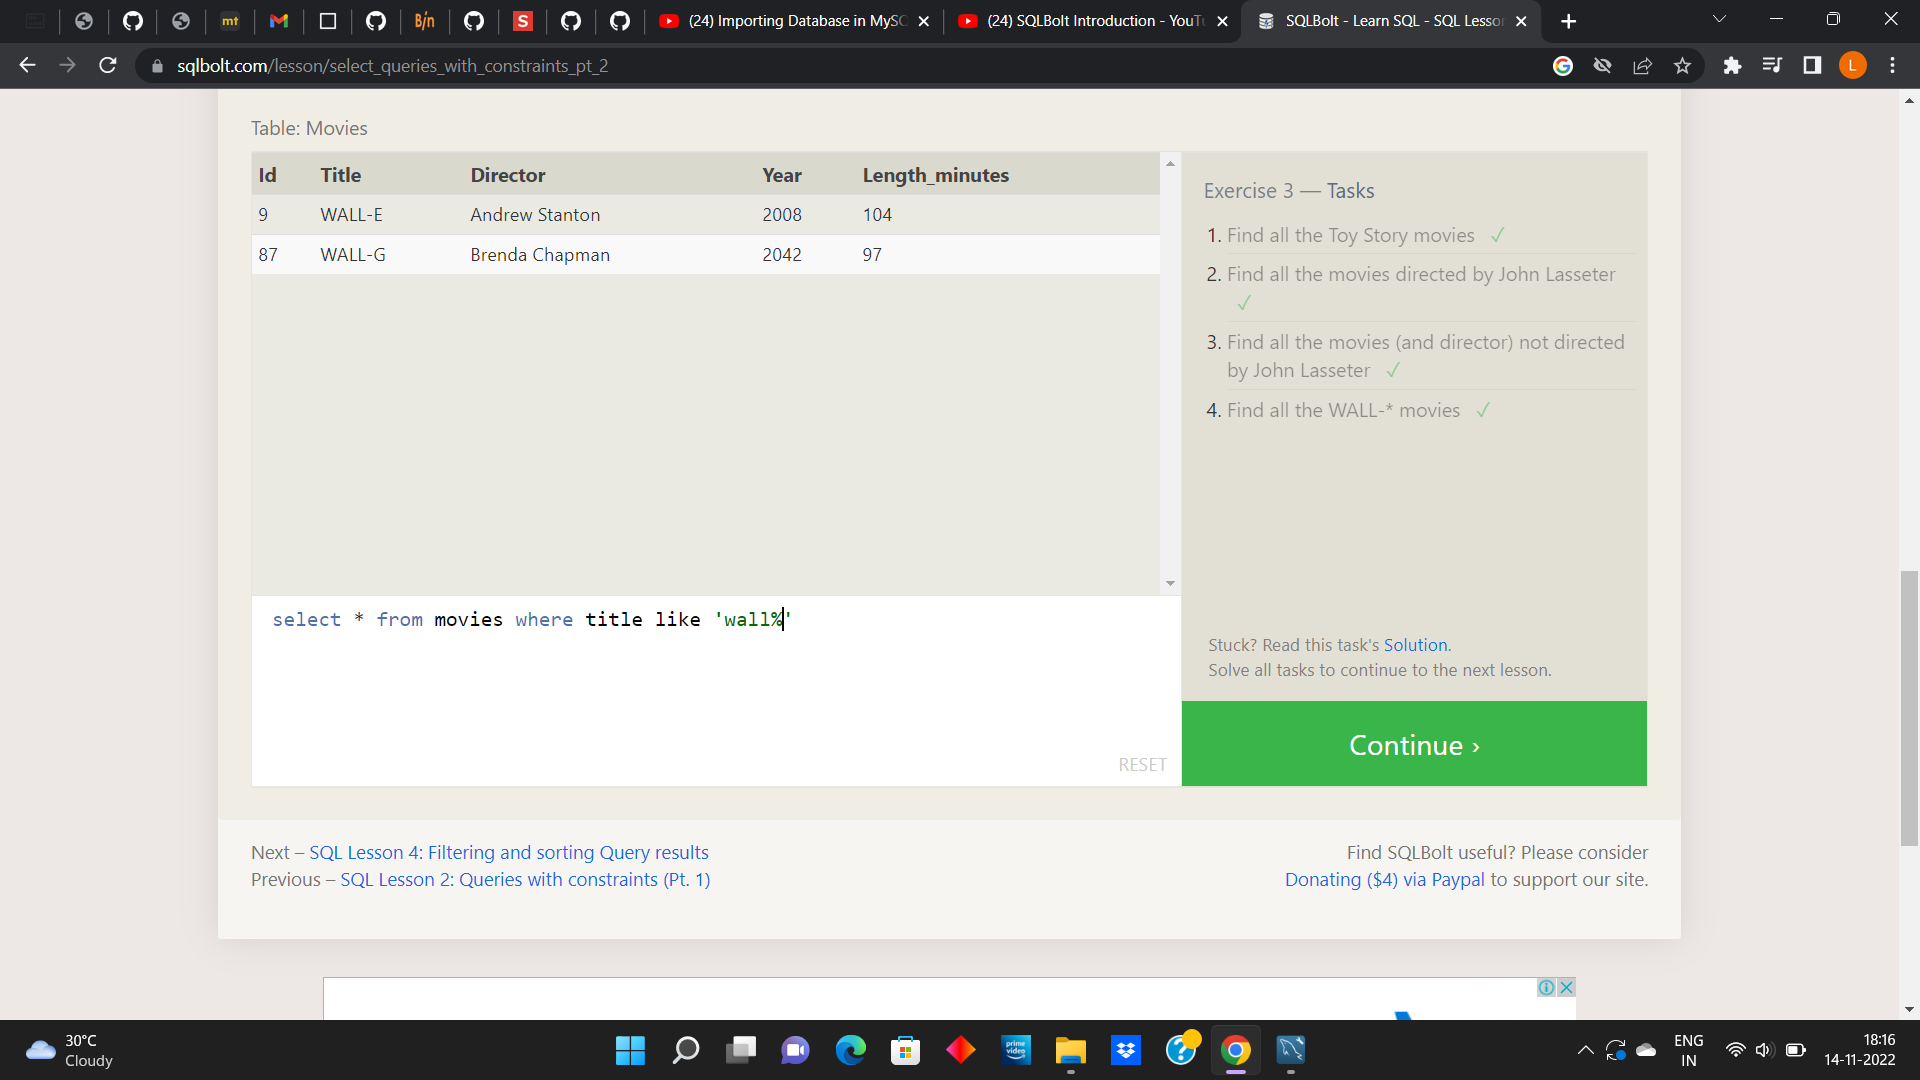 mt
B/n
S
(24) Importing Database in MySQ
(24) SQLBolt Introduction - YouTu
SQLBolt - Learn SQL - SQL Lesson
sqlbolt.com/lesson/select_queries_with_constraints_pt_2
L
Table: Movies
Id Title Director Year Length_minutes
9 WALL-E Andrew Stanton 2008 104
87 WALL-G Brenda Chapman 2042 97
Exercise 3 — Tasks
1. Find all the Toy Story movies ✓
2. Find all the movies directed by John Lasseter
✓
3. Find all the movies (and director) not directed
by John Lasseter ✓
4. Find all the WALL-* movies ✓
select * from movies where title like 'wall%'
RESET
Stuck? Read this task's Solution.
Solve all tasks to continue to the next lesson.
Continue ›
Next – SQL Lesson 4: Filtering and sorting Query results
Previous – SQL Lesson 2: Queries with constraints (Pt. 1)
Find SQLBolt useful? Please consider
Donating ($4) via Paypal to support our site.
30°C
Cloudy
prime
video
ENG
IN
18:16
14-11-2022